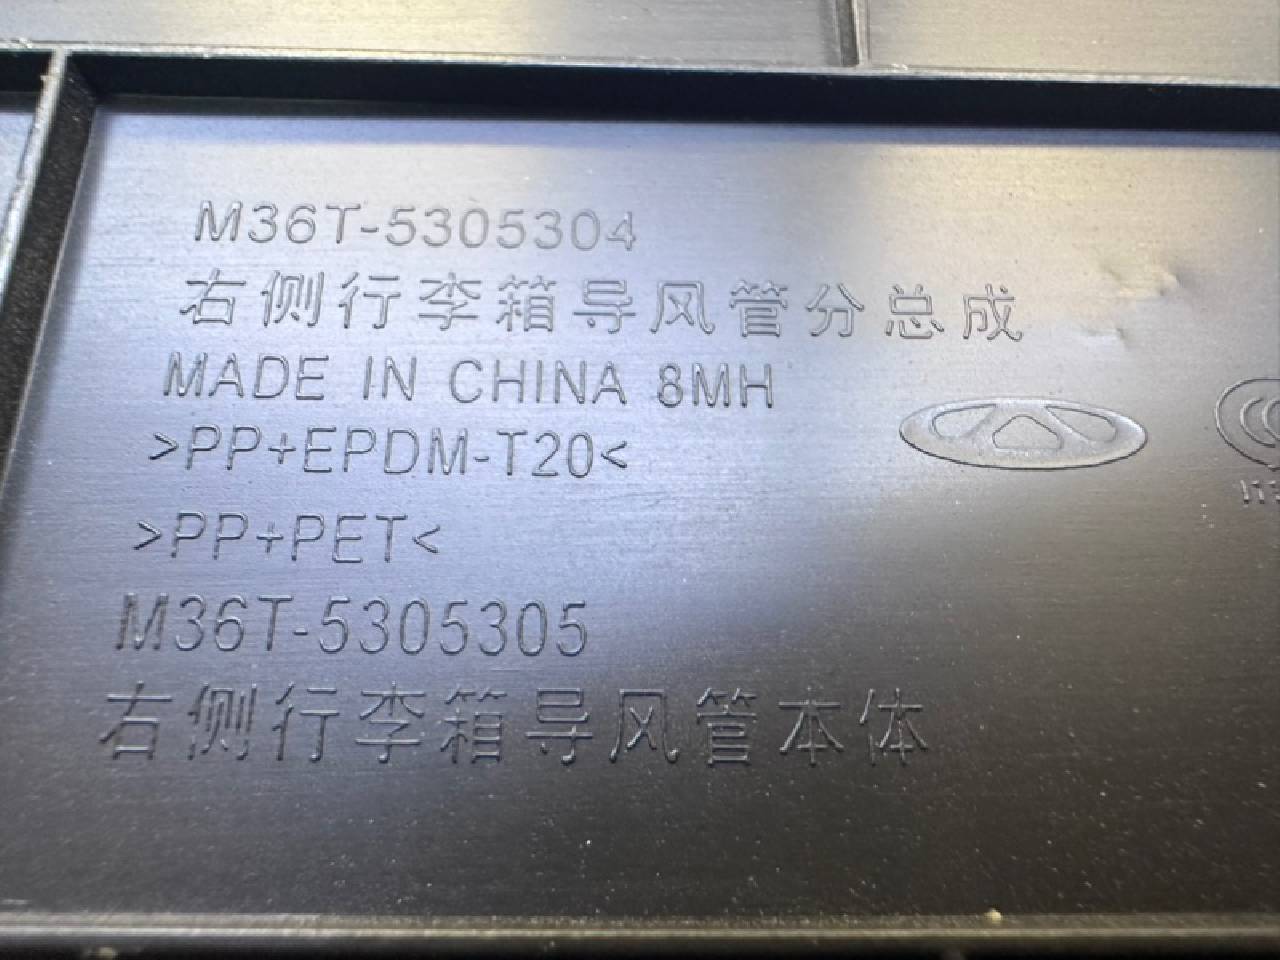 M36T-5305304
右侧行李箱导风管分总成
MADE IN CHINA 8MH
>PP+EPDM-T20<
>PP+PET<
M36T-5305305
右侧行李箱导风管本体